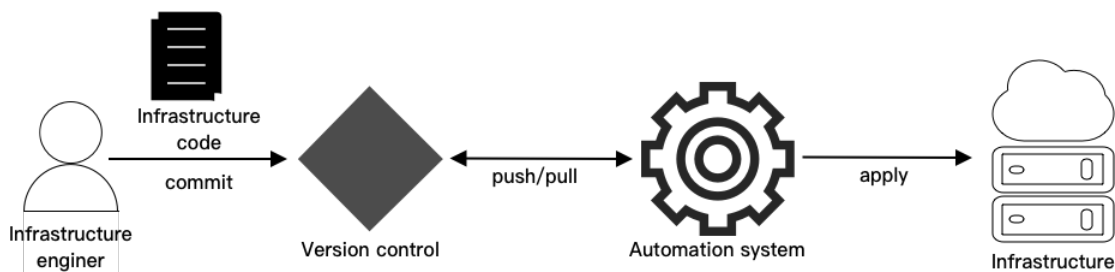 Infrastructure
code
commit
Infrastructure
enginer
Version control
push/pull
Automation system
apply
Infrastructure